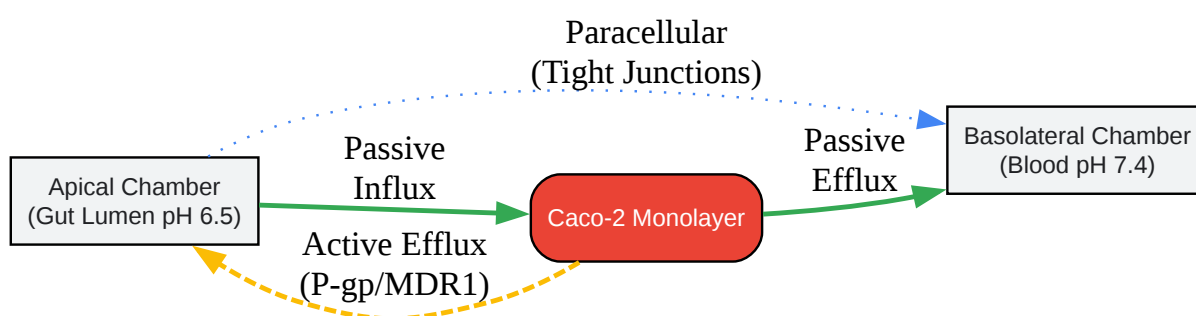 Paracellular
(Tight Junctions)
Apical Chamber
(Gut Lumen pH 6.5)
Passive
Influx
Active Efflux
(P-gp/MDR1)
Caco-2 Monolayer
Passive
Efflux
Basolateral Chamber
(Blood pH 7.4)